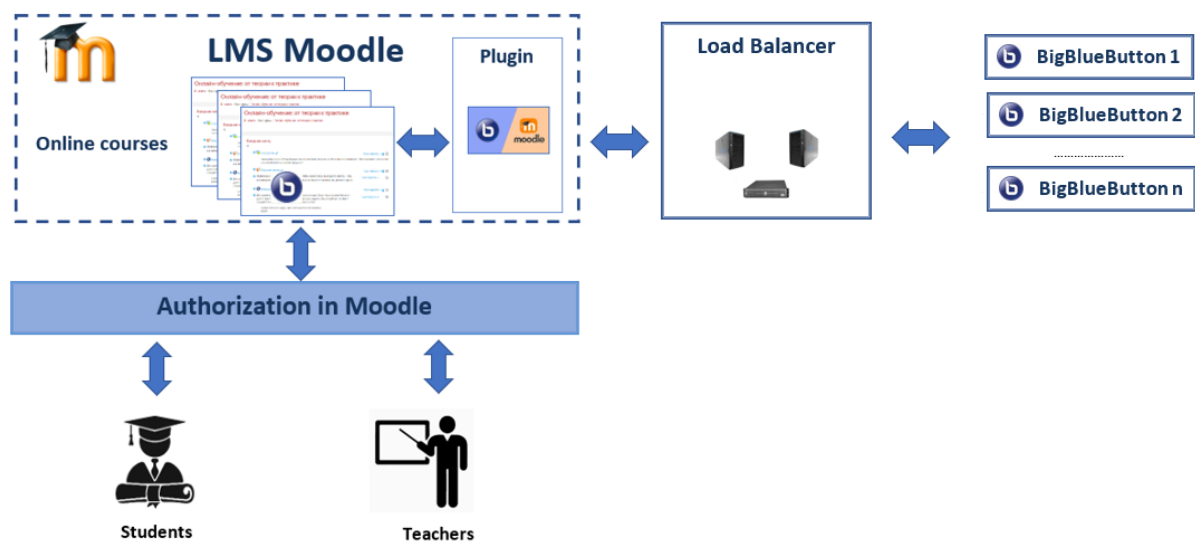 LMS Moodle
Online courses
Онлайн-обучение от теории к практике
Онлайн-обучение от теории к практике
Онлайн-обучение от теории к практике
Plugin
moodle
Load Balancer
BigBlueButton 1
BigBlueButton 2
.....................
BigBlueButton n
Authorization in Moodle
Students
Teachers